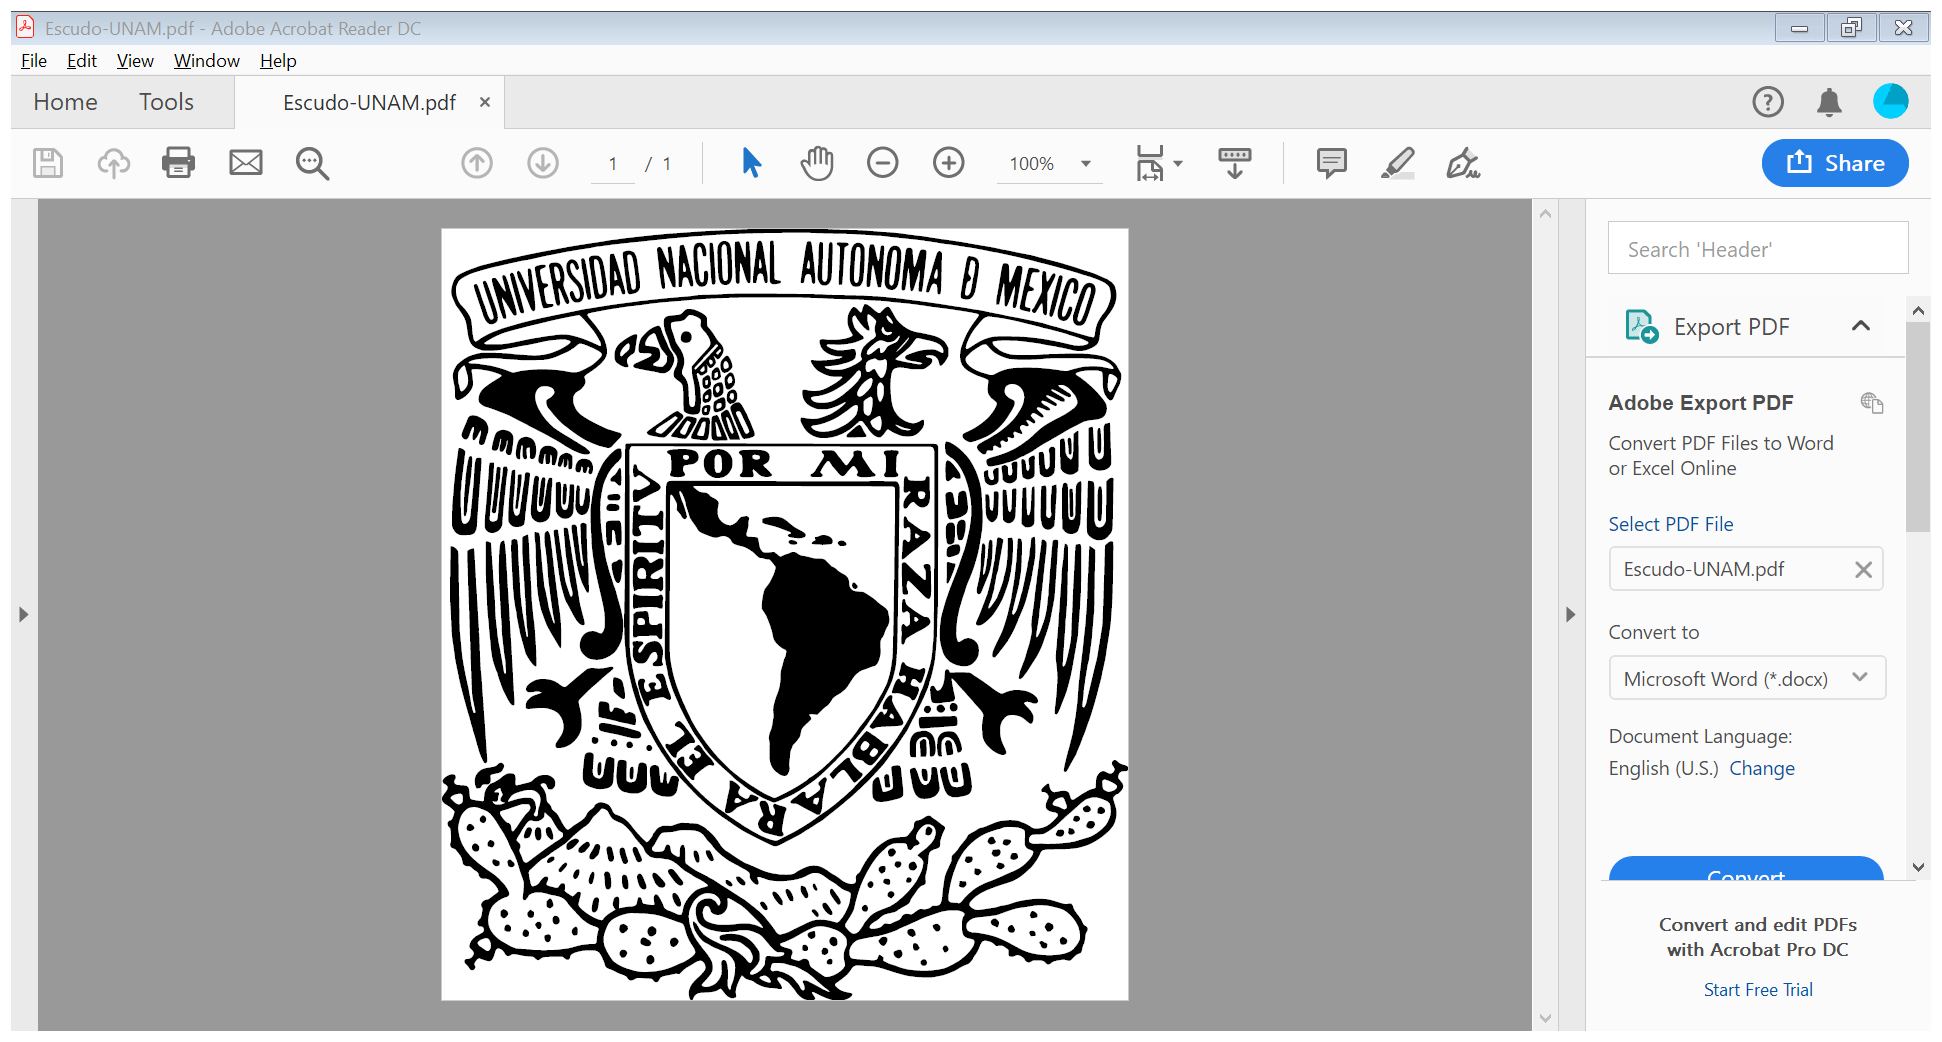 Escudo-UNAM.pdf - Adobe Acrobat Reader DC
File Edit View Window Help
Home Tools Escudo-UNAM.pdf
1 / 1 100% Share
UNIVERSIDAD NACIONAL AUTONOMA D MEXICO
POR MI
RAZA HABLA
RA EL ESPIRITV
Search 'Header'
Export PDF
Adobe Export PDF
Convert PDF Files to Word
or Excel Online
Select PDF File
Escudo-UNAM.pdf
Convert to
Microsoft Word (*.docx)
Document Language:
English (U.S.) Change
Convert
Convert and edit PDFs
with Acrobat Pro DC
Start Free Trial